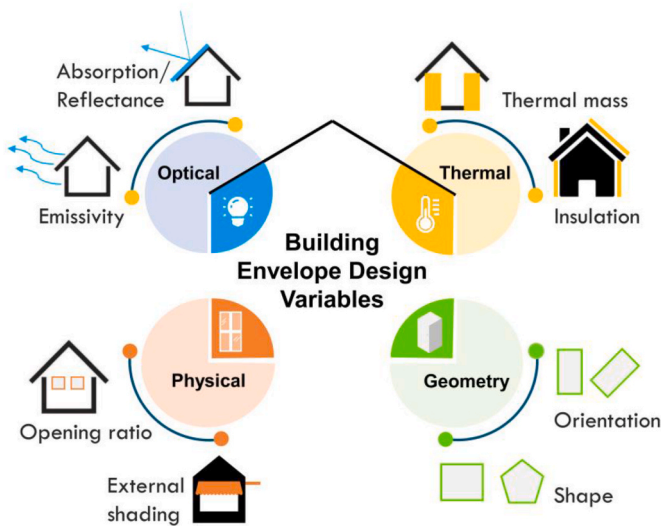 Absorption/
Reflectance
Thermal mass
Optical
Thermal
Emissivity
Insulation
Building
Envelope Design
Variables
Physical
Geometry
Opening ratio
Orientation
External
shading
Shape